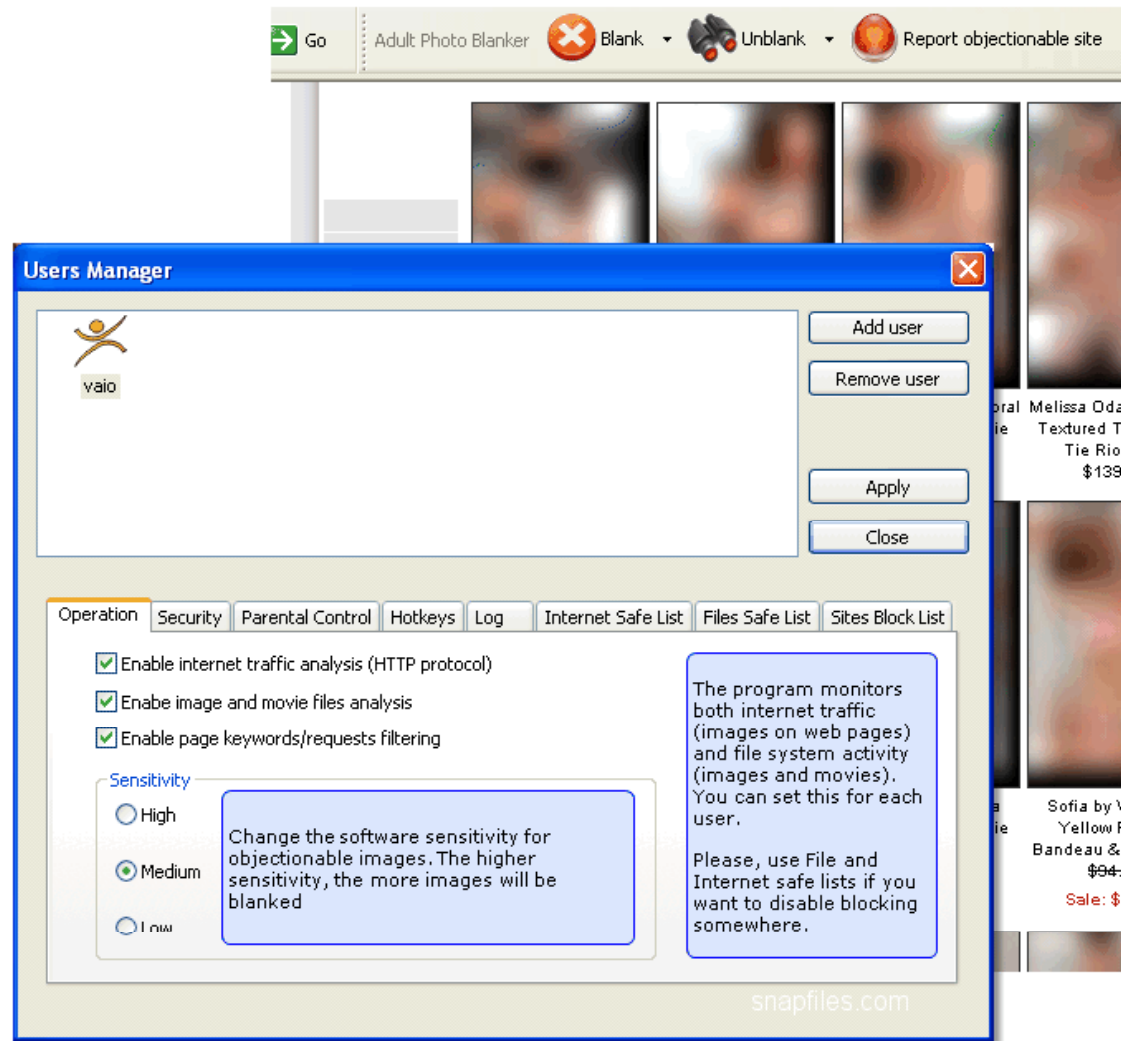 Go
Adult Photo Blanker
Blank
Unblank
Report objectionable site
Users Manager
vaio
Add user
Remove user
Apply
Close
oral
ie
Melissa Oda
Textured T
Tie Rio
$139
Operation
Security
Parental Control
Hotkeys
Log
Internet Safe List
Files Safe List
Sites Block List
Enable internet traffic analysis (HTTP protocol)
Enabe image and movie files analysis
Enable page keywords/requests filtering
Sensitivity
High
Medium
Low
Change the software sensitivity for
objectionable images. The higher
sensitivity, the more images will be
blanked
The program monitors
both internet traffic
(images on web pages)
and file system activity
(images and movies).
You can set this for each
user.
Please, use File and
Internet safe lists if you
want to disable blocking
somewhere.
a
ie
Sofia by V
Yellow F
Bandeau &
$94.
Sale: $
snapfiles.com